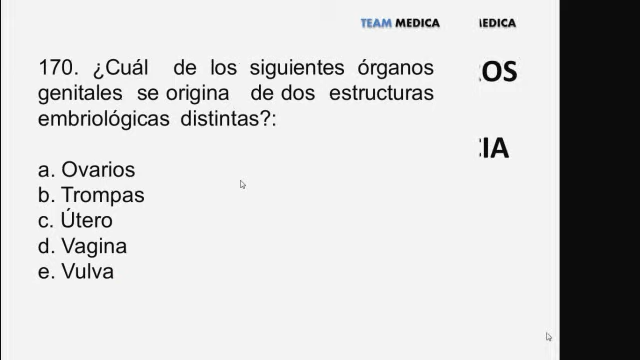 TEAM MEDICA
170. ¿Cuál de los siguientes órganos
genitales se origina de dos estructuras
embriológicas distintas?:
a. Ovarios
b. Trompas
c. Útero
d. Vagina
e. Vulva